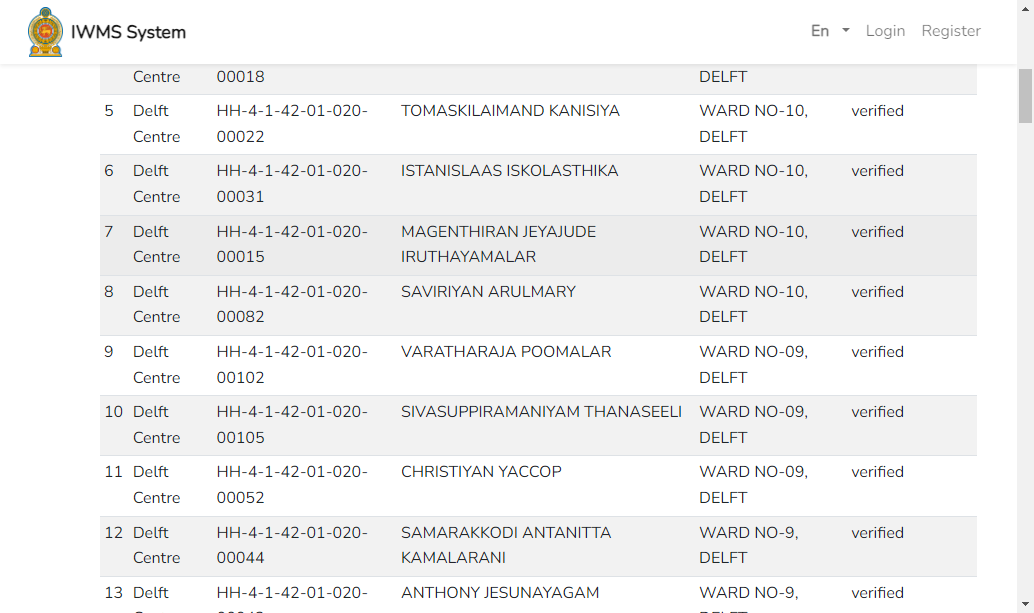 IWMS System
En
Login
Register
Centre 00018 DELFT
5 Delft HH-4-1-42-01-020- TOMASKILAIMAND KANISIYA WARD NO-10, verified
Centre 00022 DELFT
6 Delft HH-4-1-42-01-020- ISTANISLAAS ISKOLASTHIKA WARD NO-10, verified
Centre 00031 DELFT
7 Delft HH-4-1-42-01-020- MAGENTHIRAN JEYAJUDE WARD NO-10, verified
Centre 00015 IRUTHAYAMALAR DELFT
8 Delft HH-4-1-42-01-020- SAVIRIYAN ARULMARY WARD NO-10, verified
Centre 00082 DELFT
9 Delft HH-4-1-42-01-020- VARATHARAJA POOMALAR WARD NO-09, verified
Centre 00102 DELFT
10 Delft HH-4-1-42-01-020- SIVASUPPIRAMANIYAM THANASEELI WARD NO-09, verified
Centre 00105 DELFT
11 Delft HH-4-1-42-01-020- CHRISTIYAN YACCOP WARD NO-09, verified
Centre 00052 DELFT
12 Delft HH-4-1-42-01-020- SAMARAKKODI ANTANITTA WARD NO-9, verified
Centre 00044 KAMALARANI DELFT
13 Delft HH-4-1-42-01-020- ANTHONY JESUNAYAGAM WARD NO-9, verified